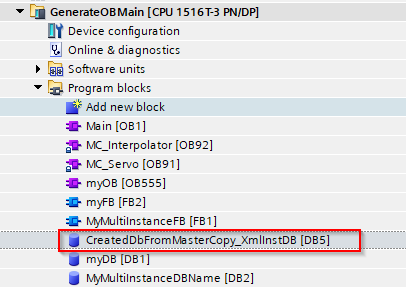 GenerateOBMain [CPU 1516T-3 PN/DP]
Device configuration
Online & diagnostics
Software units
Program blocks
Add new block
Main [OB1]
MC_Interpolator [OB92]
MC_Servo [OB91]
myOB [OB555]
myFB [FB2]
MyMultiInstanceFB [FB1]
CreatedDbFromMasterCopy_XmlInstDB [DB5]
myDB [DB1]
MyMultiInstanceDBName [DB2]